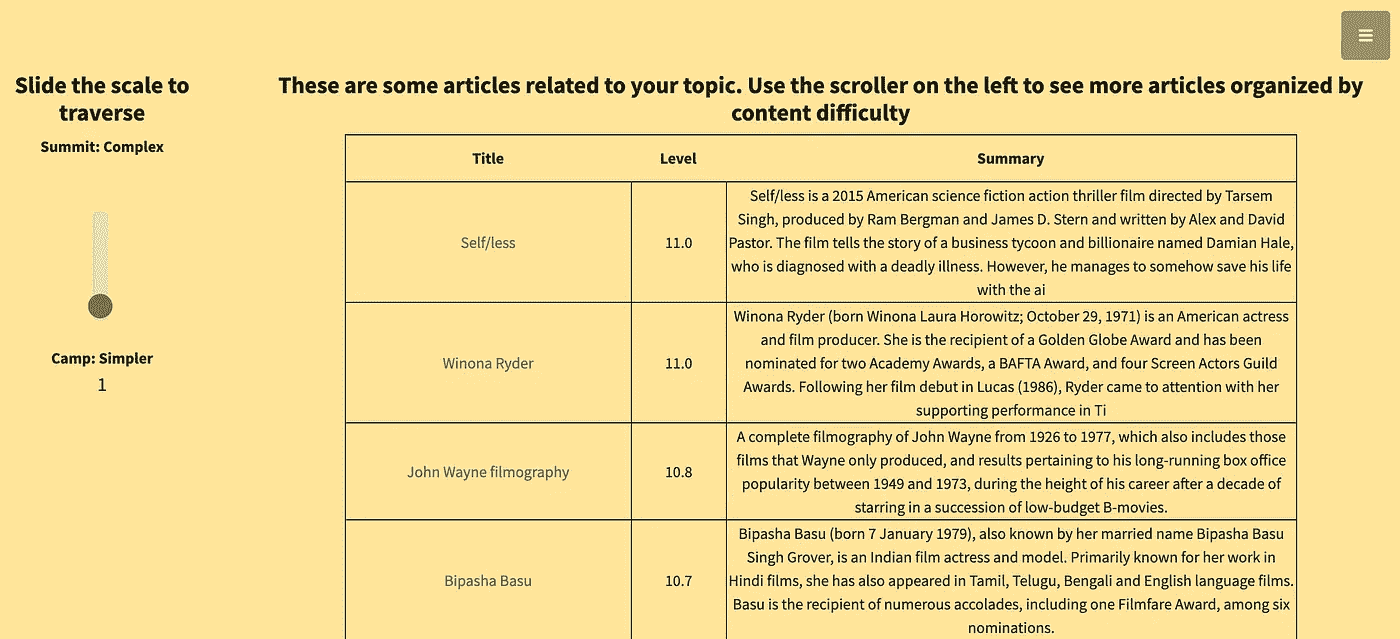 Slide the scale to
traverse
Summit: Complex
Camp: Simpler
1
These are some articles related to your topic. Use the scroller on the left to see more articles organized by
content difficulty
Title Level Summary
Self/less 11.0
Self/less is a 2015 American science fiction action thriller film directed by Tarsem
Singh, produced by Ram Bergman and James D. Stern and written by Alex and David
Pastor. The film tells the story of a business tycoon and billionaire named Damian Hale,
who is diagnosed with a deadly illness. However, he manages to somehow save his life
with the ai
Winona Ryder 11.0
Winona Ryder (born Winona Laura Horowitz; October 29, 1971) is an American actress
and film producer. She is the recipient of a Golden Globe Award and has been
nominated for two Academy Awards, a BAFTA Award, and four Screen Actors Guild
Awards. Following her film debut in Lucas (1986), Ryder came to attention with her
supporting performance in Ti
John Wayne filmography 10.8
A complete filmography of John Wayne from 1926 to 1977, which also includes those
films that Wayne only produced, and results pertaining to his long-running box office
popularity between 1949 and 1973, during the height of his career after a decade of
starring in a succession of low-budget B-movies.
Bipasha Basu 10.7
Bipasha Basu (born 7 January 1979), also known by her married name Bipasha Basu
Singh Grover, is an Indian film actress and model. Primarily known for her work in
Hindi films, she has also appeared in Tamil, Telugu, Bengali and English language films.
Basu is the recipient of numerous accolades, including one Filmfare Award, among six
nominations.